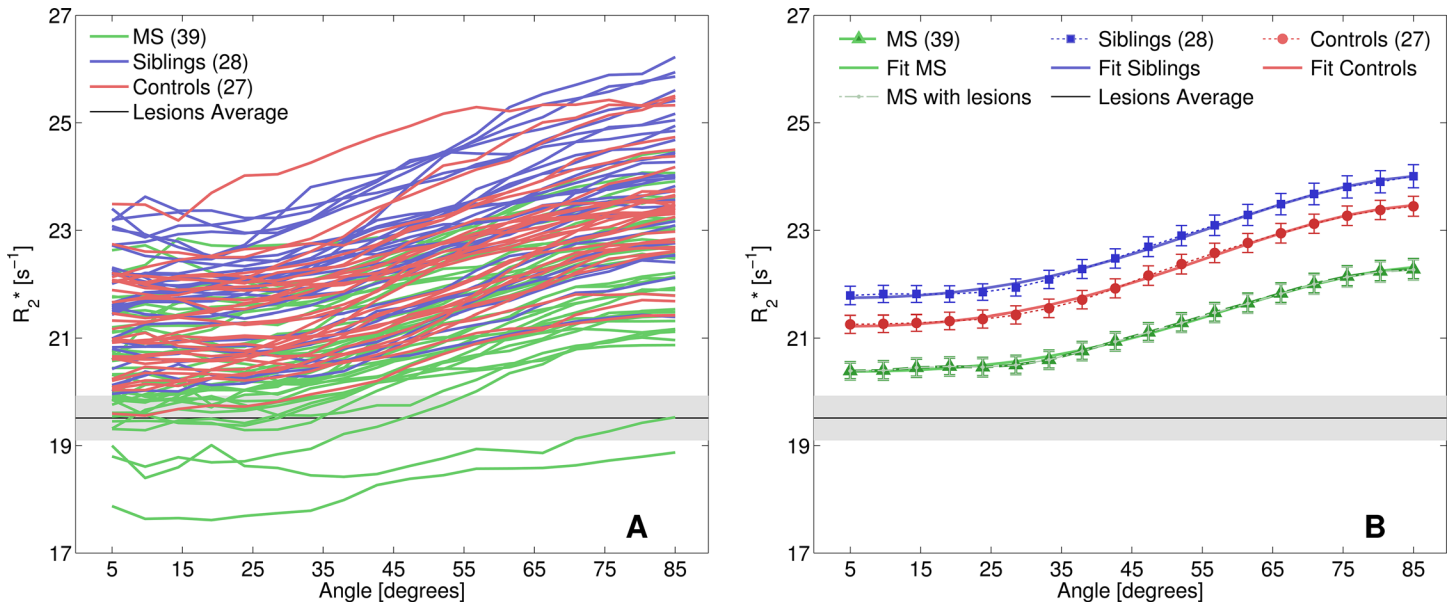 27
25
23
21
19
17
R₂* [s⁻¹]
MS (39)
Siblings (28)
Controls (27)
Lesions Average
A
5 15 25 35 45 55 65 75 85
Angle [degrees]
27
25
23
21
19
17
R₂* [s⁻¹]
MS (39) Siblings (28) Controls (27)
Fit MS Fit Siblings Fit Controls
MS with lesions Lesions Average
B
5 15 25 35 45 55 65 75 85
Angle [degrees]